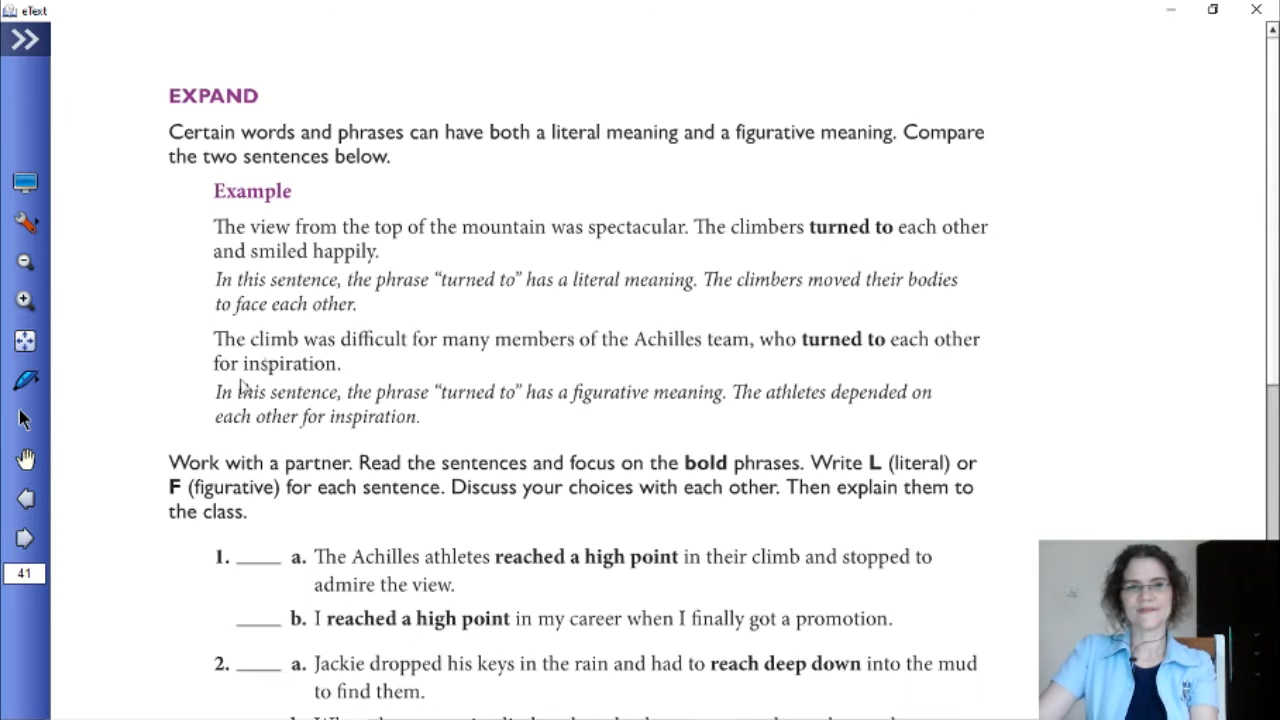 eText
EXPAND
Certain words and phrases can have both a literal meaning and a figurative meaning. Compare
the two sentences below.
Example
The view from the top of the mountain was spectacular. The climbers turned to each other
and smiled happily.
In this sentence, the phrase “turned to” has a literal meaning. The climbers moved their bodies
to face each other.
The climb was difficult for many members of the Achilles team, who turned to each other
for inspiration.
In this sentence, the phrase “turned to” has a figurative meaning. The athletes depended on
each other for inspiration.
Work with a partner. Read the sentences and focus on the bold phrases. Write L (literal) or
F (figurative) for each sentence. Discuss your choices with each other. Then explain them to
the class.
1. ____ a. The Achilles athletes reached a high point in their climb and stopped to
admire the view.
____ b. I reached a high point in my career when I finally got a promotion.
2. ____ a. Jackie dropped his keys in the rain and had to reach deep down into the mud
to find them.
41